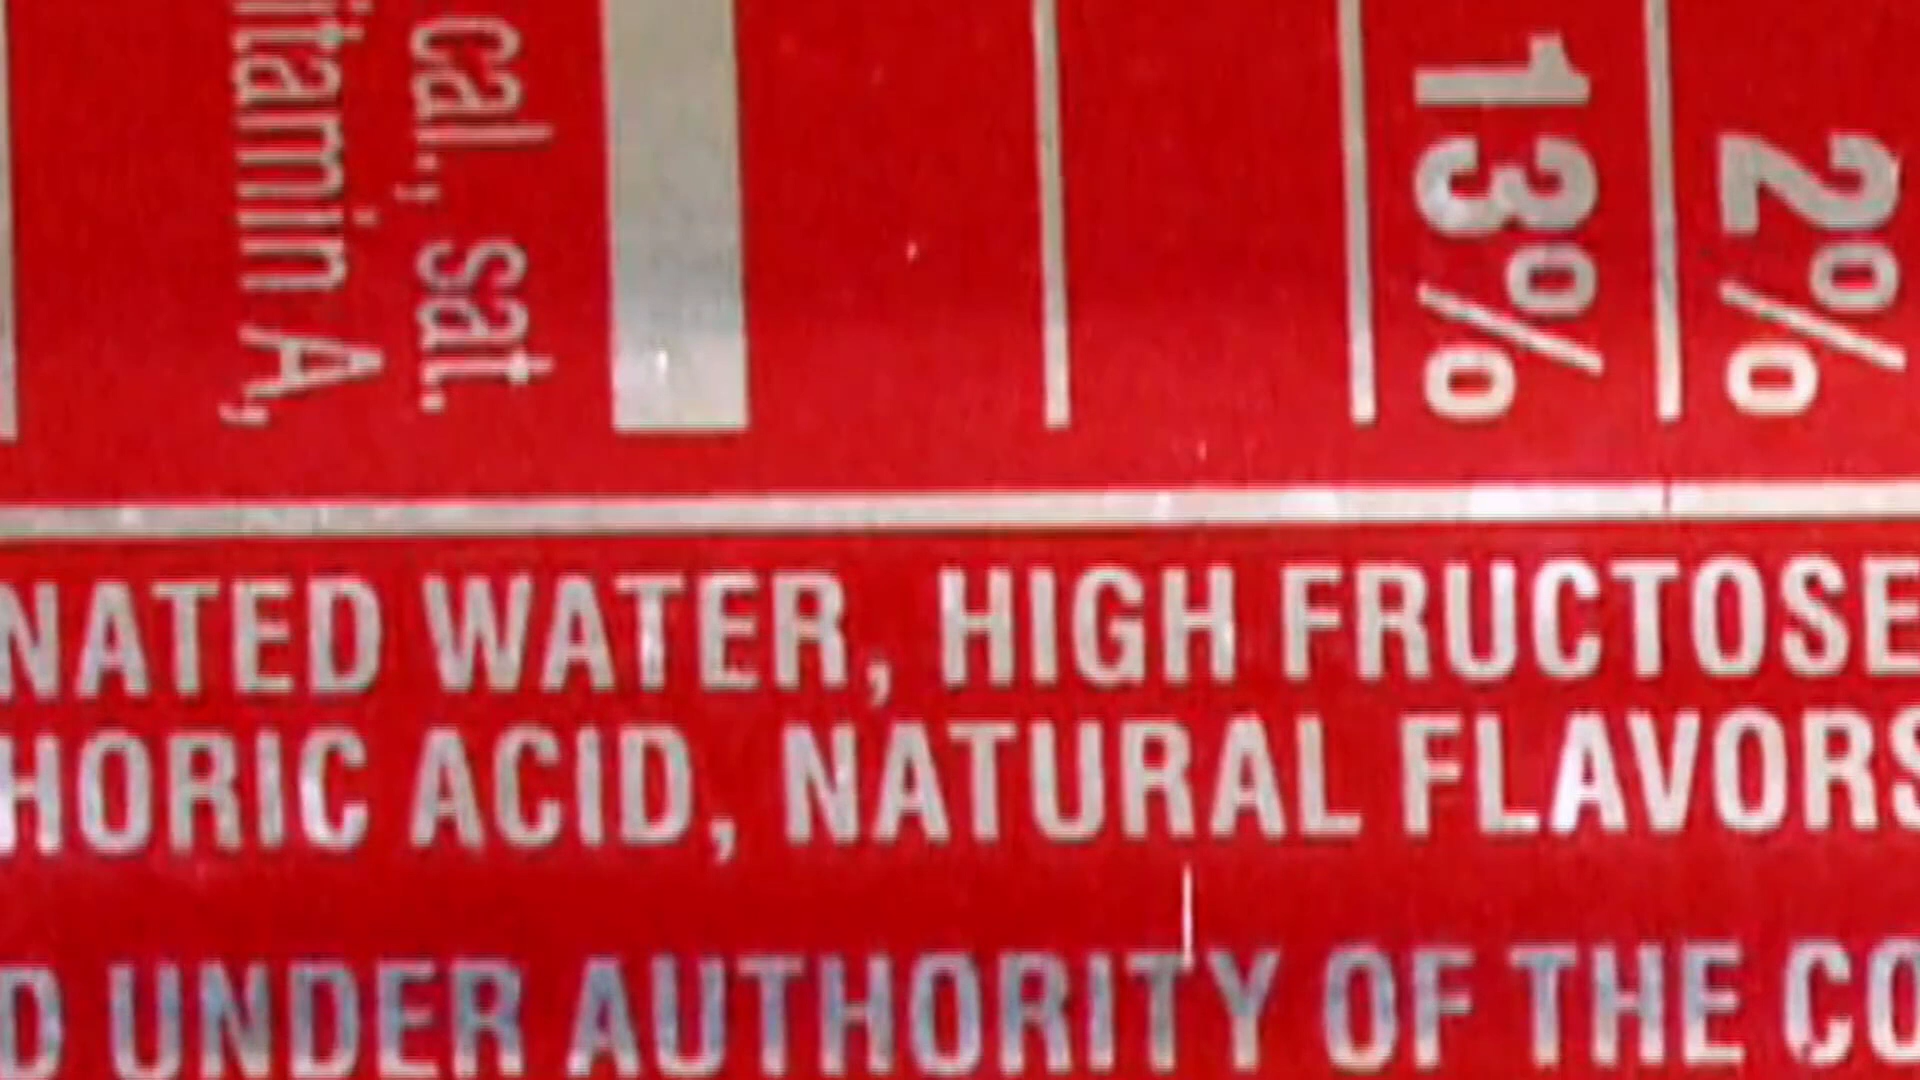 2%
13%
cal., sat.
itamin A,
NATED WATER, HIGH FRUCTOSE
HORIC ACID, NATURAL FLAVORS
D UNDER AUTHORITY OF THE CO